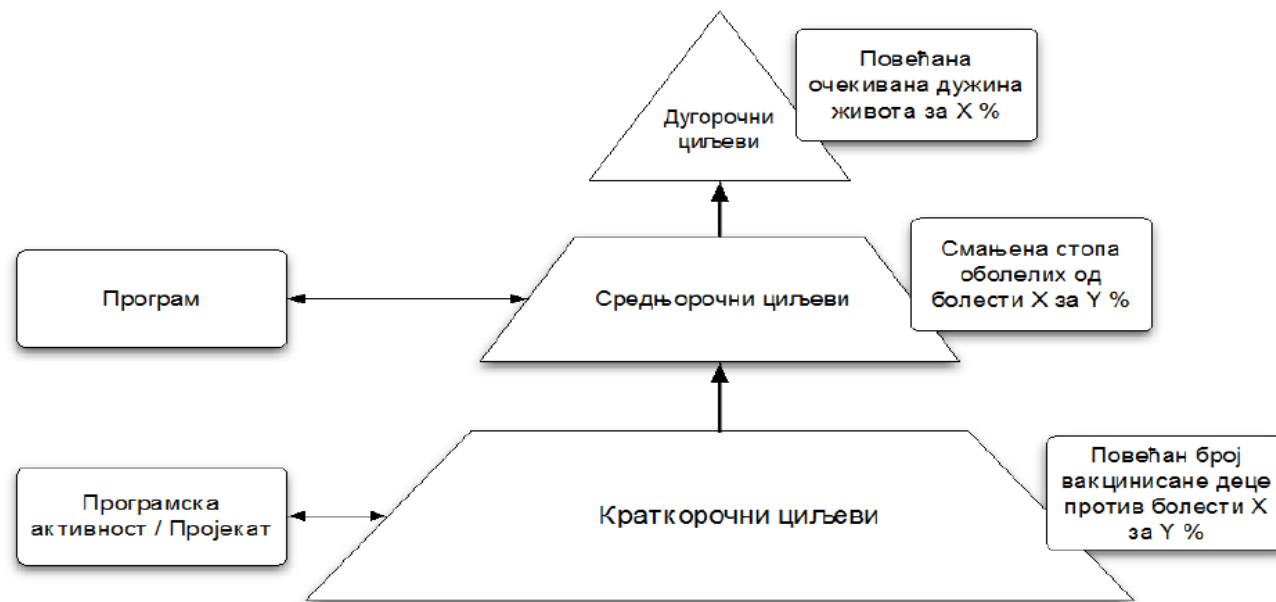 Повећана
очекивана дужина
живота за X %
Дугорочни
циљеви
Смањена стопа
оболелих од
болести X за Y %
Програм
Средњорочни циљеви
Повећан број
вакцинисане деце
против болести X
за Y %
Програмска
активност / Пројекат
Краткорочни циљеви